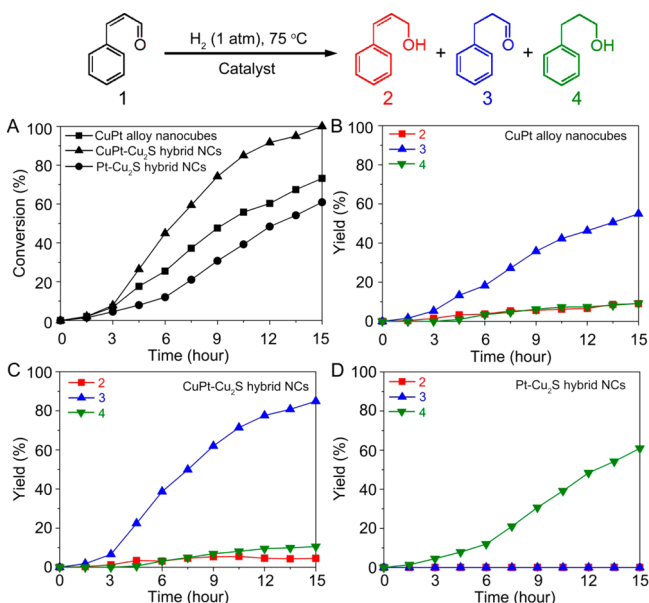 H₂ (1 atm), 75 °C
Catalyst
O
OH
O
OH
+
+
1
2
3
4
A
CuPt alloy nanocubes
CuPt-Cu₂S hybrid NCs
Pt-Cu₂S hybrid NCs
Conversion (%)
100
80
60
40
20
0
0 3 6 9 12 15
Time (hour)
B
2
3
4
CuPt alloy nanocubes
Yield (%)
100
80
60
40
20
0
0 3 6 9 12 15
Time (hour)
C
2
3
4
CuPt-Cu₂S hybrid NCs
Yield (%)
100
80
60
40
20
0
0 3 6 9 12 15
Time (hour)
D
2
3
4
Pt-Cu₂S hybrid NCs
Yield (%)
100
80
60
40
20
0
0 3 6 9 12 15
Time (hour)